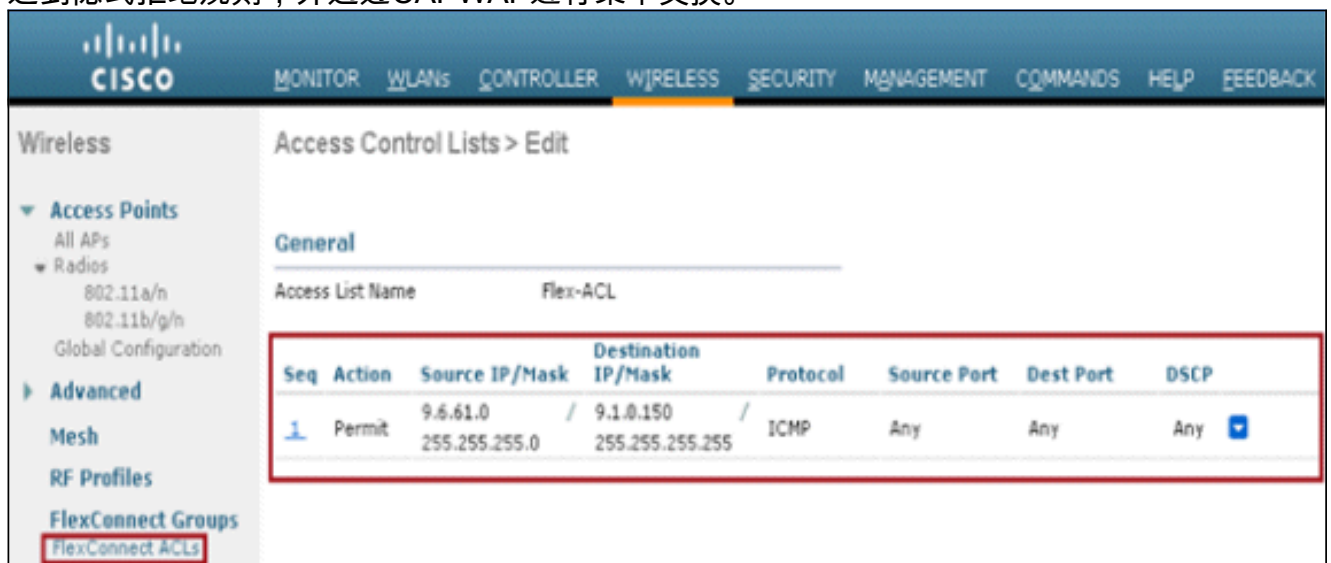 CISCO
MONITOR WLANs CONTROLLER WIRELESS SECURITY MANAGEMENT COMMANDS HELP FEEDBACK
Wireless
Access Points
All APs
Radios
802.11a/n
802.11b/g/n
Global Configuration
Advanced
Mesh
RF Profiles
FlexConnect Groups
FlexConnect ACLs
Access Control Lists > Edit
General
Access List Name Flex-ACL
Seq Action Source IP/Mask Destination IP/Mask Protocol Source Port Dest Port DSCP
1 Permit 9.6.61.0 / 9.1.0.150 / ICMP Any Any Any
255.255.255.0 255.255.255.255